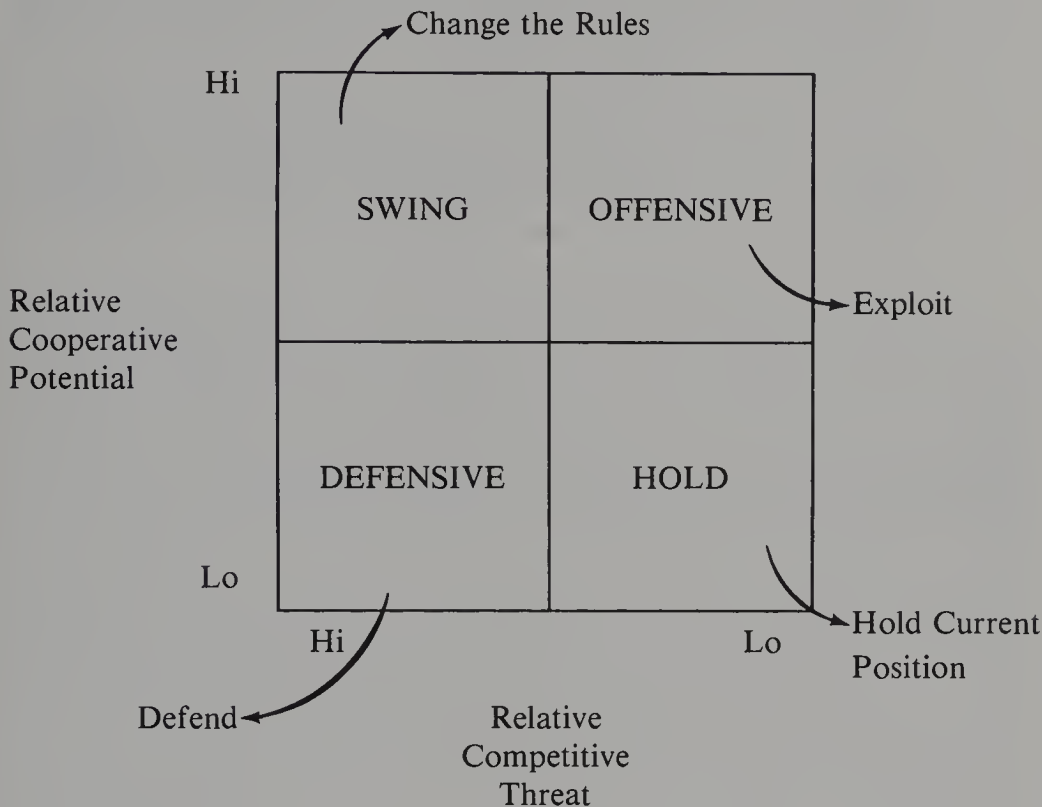 Change the Rules
Hi
SWING
OFFENSIVE
Relative
Cooperative
Potential
Exploit
DEFENSIVE
HOLD
Lo
Hi
Lo
Hold Current
Position
Defend
Relative
Competitive
Threat